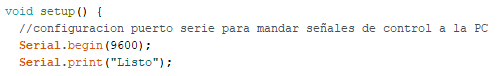 void setup() {
//configuracion puerto serie para mandar señales de control a la PC
Serial.begin(9600);
Serial.print("Listo");